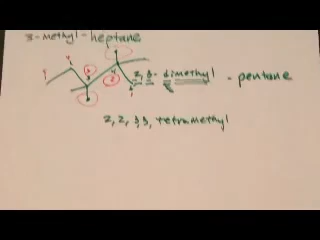 3-methyl-heptane
2, 3 - dimethyl - pentane
2, 2, 3, 3, tetramethyl